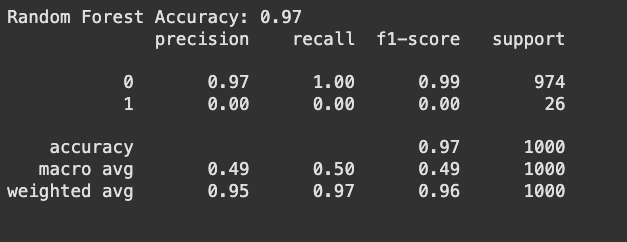 Random Forest Accuracy: 0.97
precision recall f1-score support
0 0.97 1.00 0.99 974
1 0.00 0.00 0.00 26
accuracy 0.97 1000
macro avg 0.49 0.50 0.49 1000
weighted avg 0.95 0.97 0.96 1000